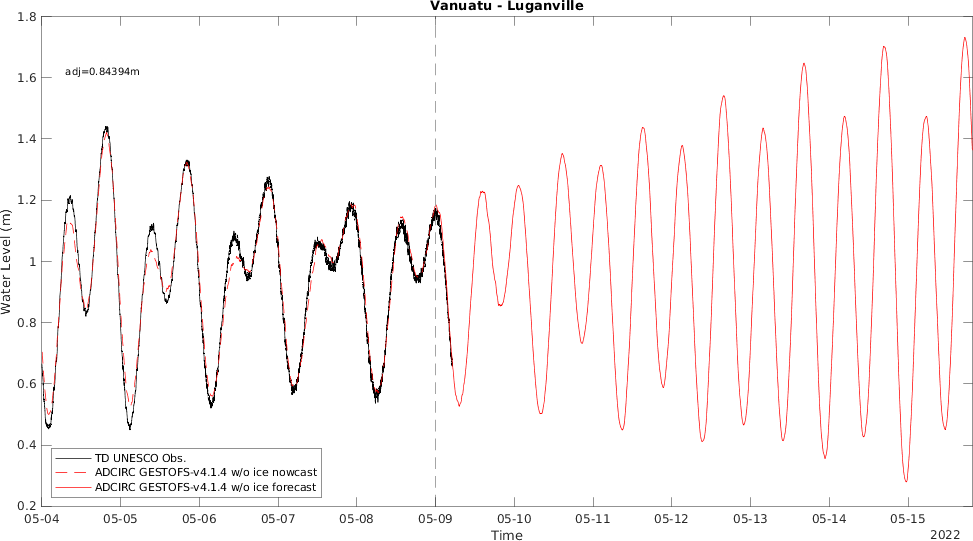 Vanuatu - Luganville
1.8
1.6
1.4
1.2
1
0.8
0.6
0.4
0.2
Water Level (m)
adj=0.84394m
TD UNESCO Obs.
ADCIRC GESTOFS-v4.1.4 w/o ice nowcast
ADCIRC GESTOFS-v4.1.4 w/o ice forecast
05-04 05-05 05-06 05-07 05-08 05-09 05-10 05-11 05-12 05-13 05-14 05-15
Time
2022